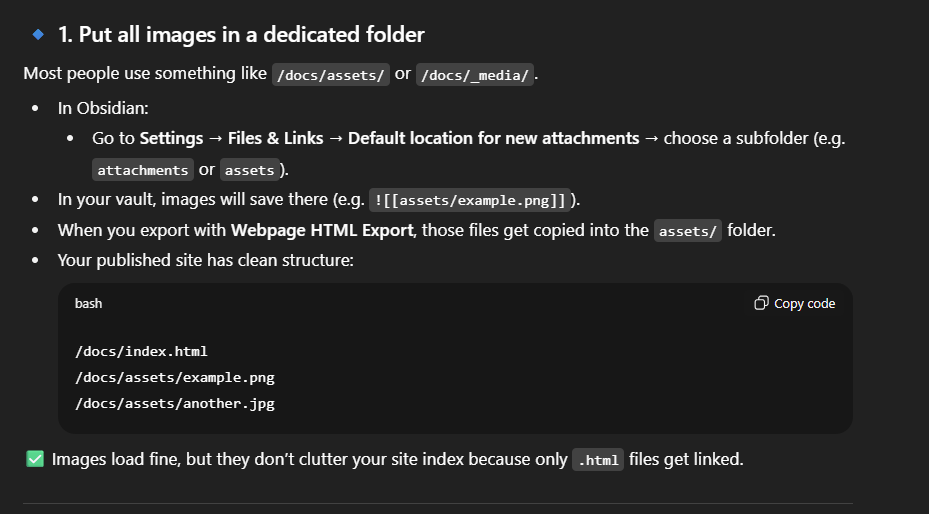 1. Put all images in a dedicated folder
Most people use something like /docs/assets/ or /docs/_media/.
In Obsidian:
Go to Settings → Files & Links → Default location for new attachments → choose a subfolder (e.g.
attachments or assets).
In your vault, images will save there (e.g. ![[assets/example.png]]).
When you export with Webpage HTML Export, those files get copied into the assets/ folder.
Your published site has clean structure:
bash
Copy code
/docs/index.html
/docs/assets/example.png
/docs/assets/another.jpg
✅ Images load fine, but they don’t clutter your site index because only .html files get linked.